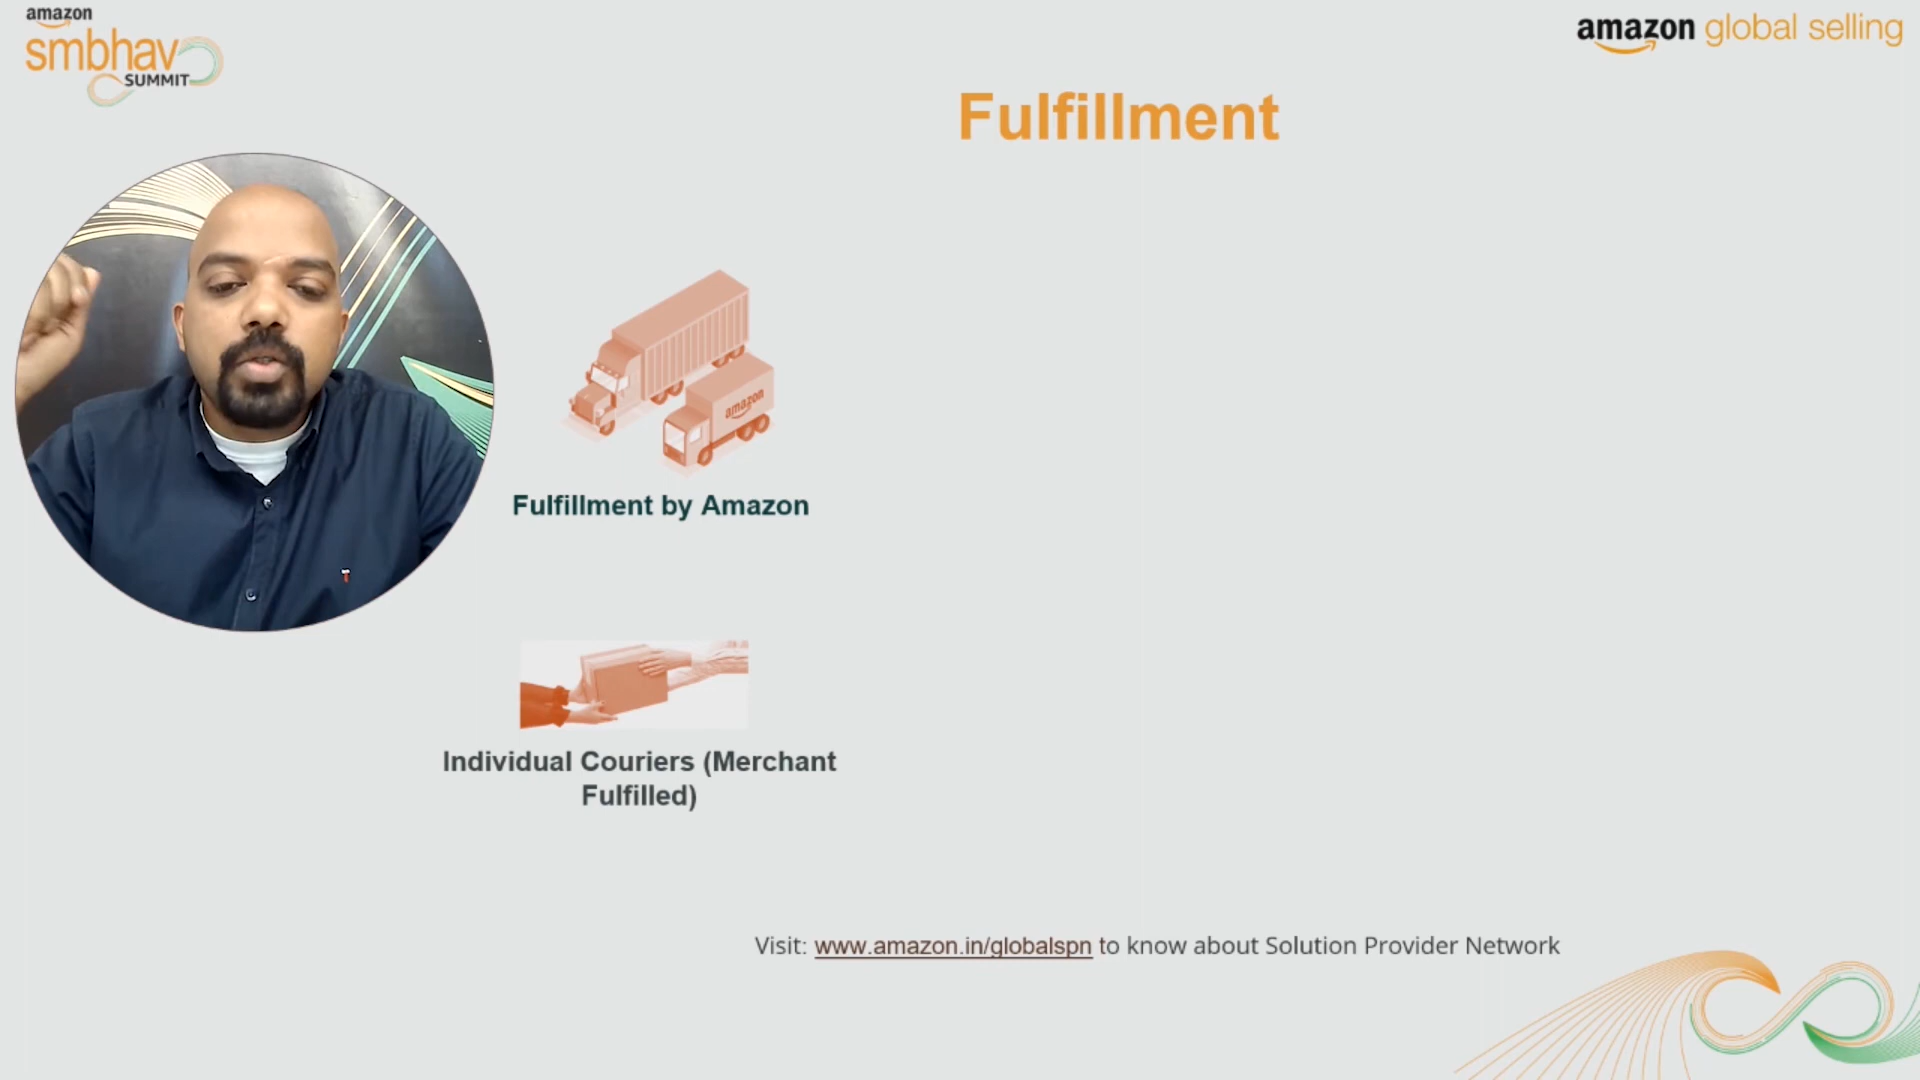 amazon
smbhav
SUMMIT
amazon global selling
Fulfillment
amazon
Fulfillment by Amazon
Individual Couriers (Merchant
Fulfilled)
Visit: www.amazon.in/globalspn to know about Solution Provider Network